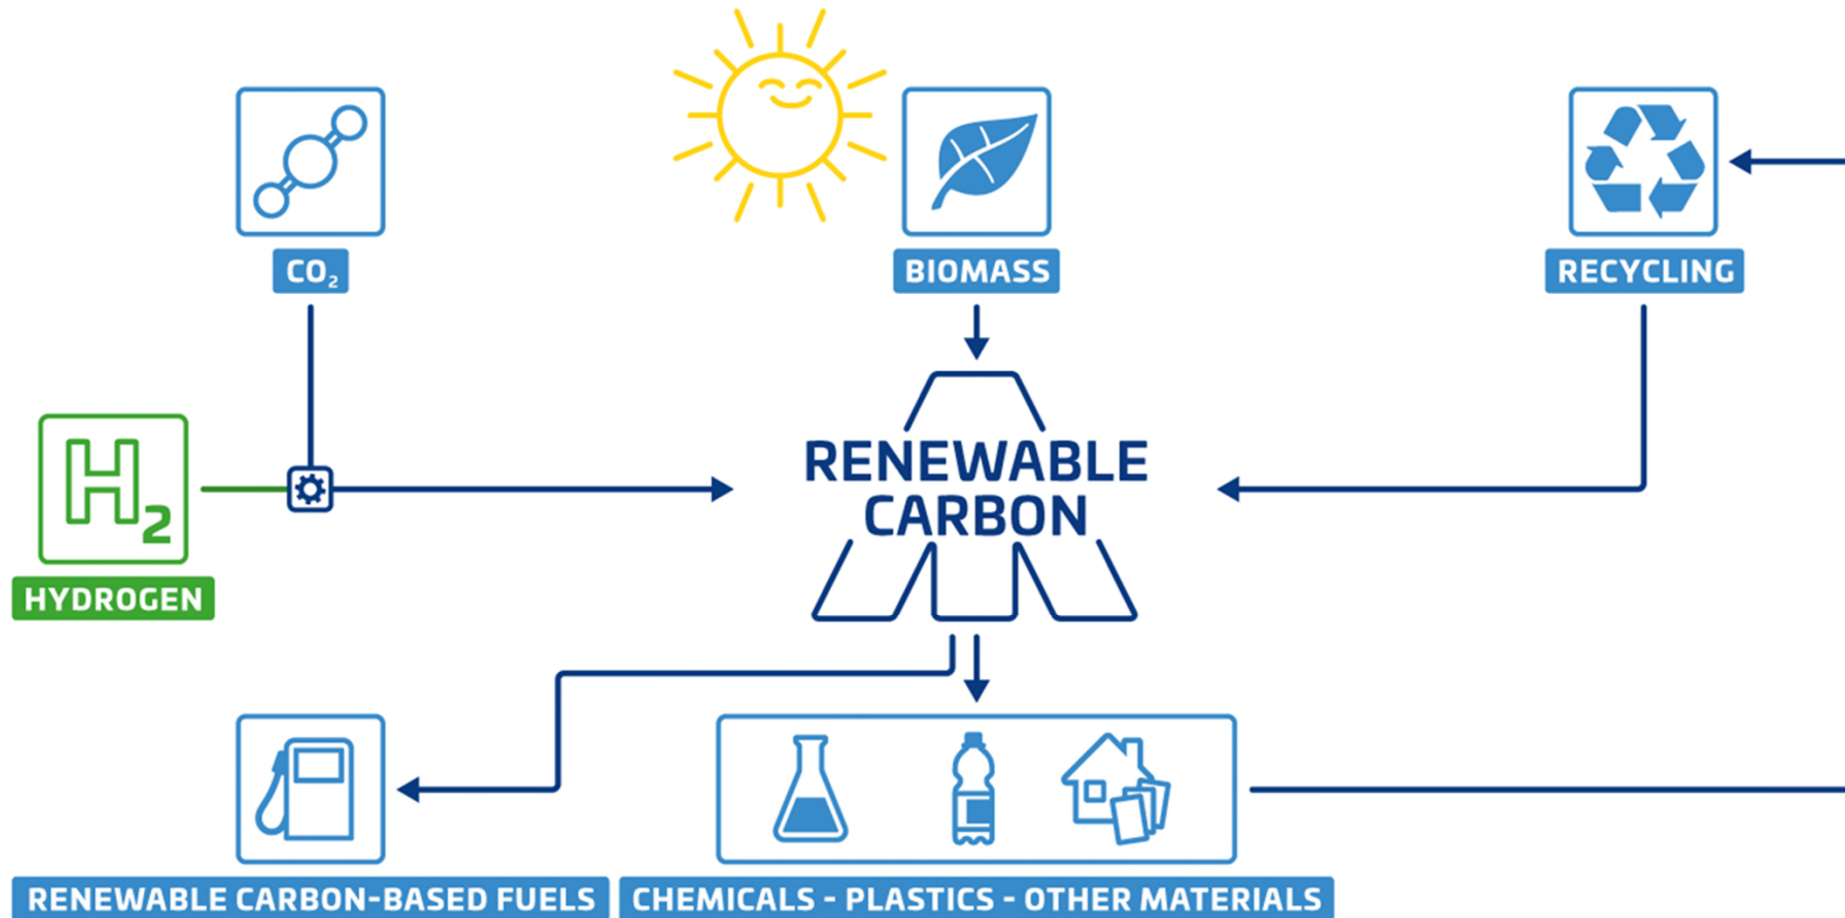 CO₂
BIOMASS
RECYCLING
H₂
HYDROGEN
RENEWABLE
CARBON
RENEWABLE CARBON-BASED FUELS
CHEMICALS - PLASTICS - OTHER MATERIALS